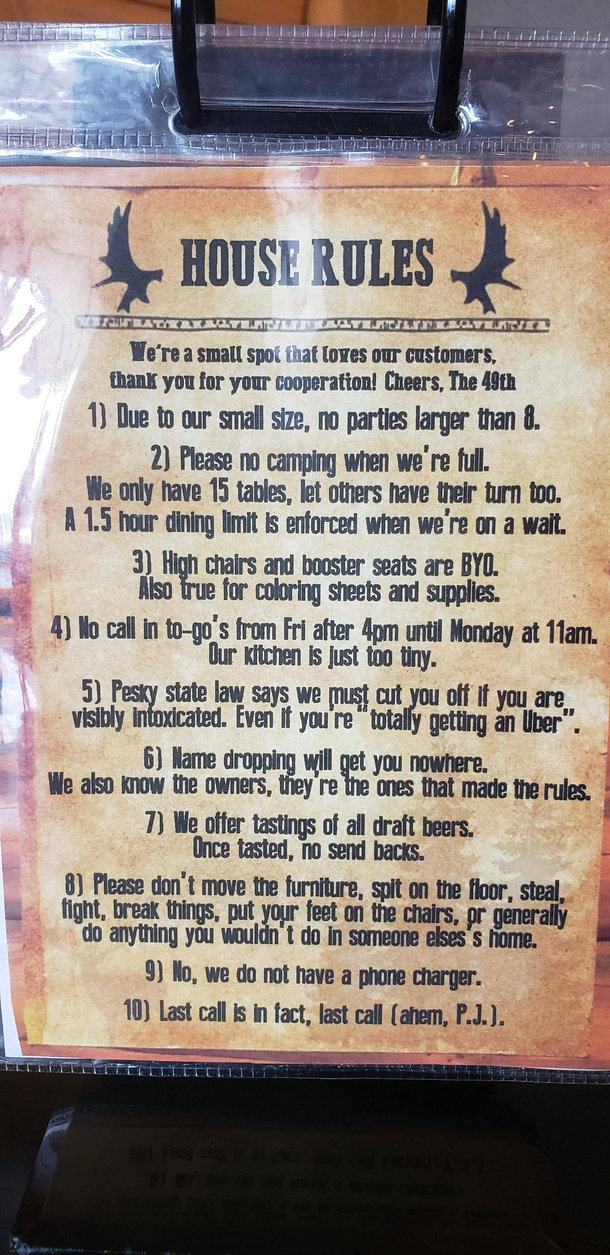 HOUSE RULES
We're a small spot that loves our customers,
thank you for your cooperation! Cheers, The 49th
1) Due to our small size, no parties larger than 8.
2) Please no camping when we're full.
We only have 15 tables, let others have their turn too.
A 1.5 hour dining limit is enforced when we're on a wait.
3) High chairs and booster seats are BYO.
Also true for coloring sheets and supplies.
4) No call in to-go's from Fri after 4pm until Monday at 11am.
Our kitchen is just too tiny.
5) Pesky state law says we must cut you off if you are
visibly intoxicated. Even if you're "totally getting an Uber".
6) Name dropping will get you nowhere.
We also know the owners, they're the ones that made the rules.
7) We offer tastings of all draft beers.
Once tasted, no send backs.
8) Please don't move the furniture, spit on the floor, steal,
fight, break things, put your feet on the chairs, or generally
do anything you wouldn't do in someone elses's home.
9) No, we do not have a phone charger.
10) Last call is in fact, last call (ahem, P.J.).